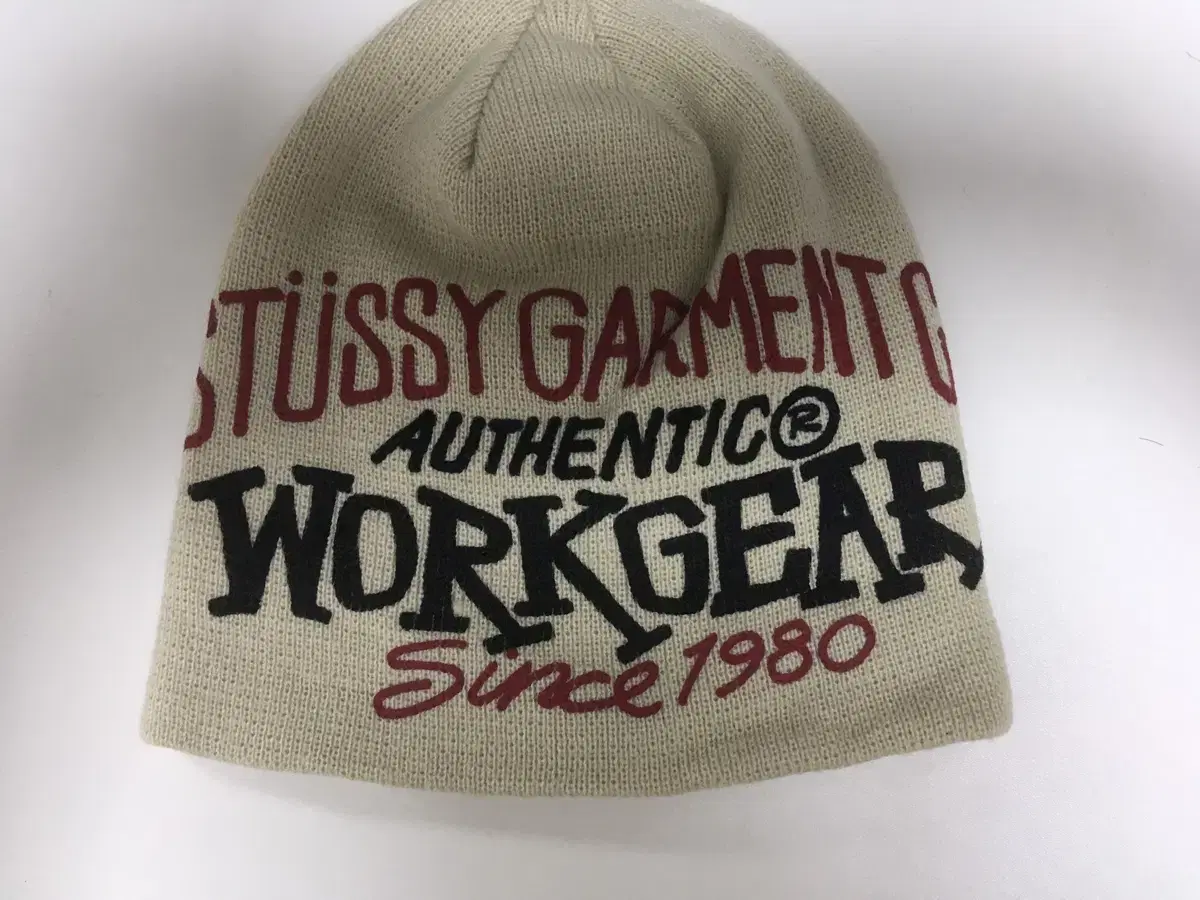 STÜSSY GARMENT G
AUTHENTIC®
WORKGEAR
Since 1980